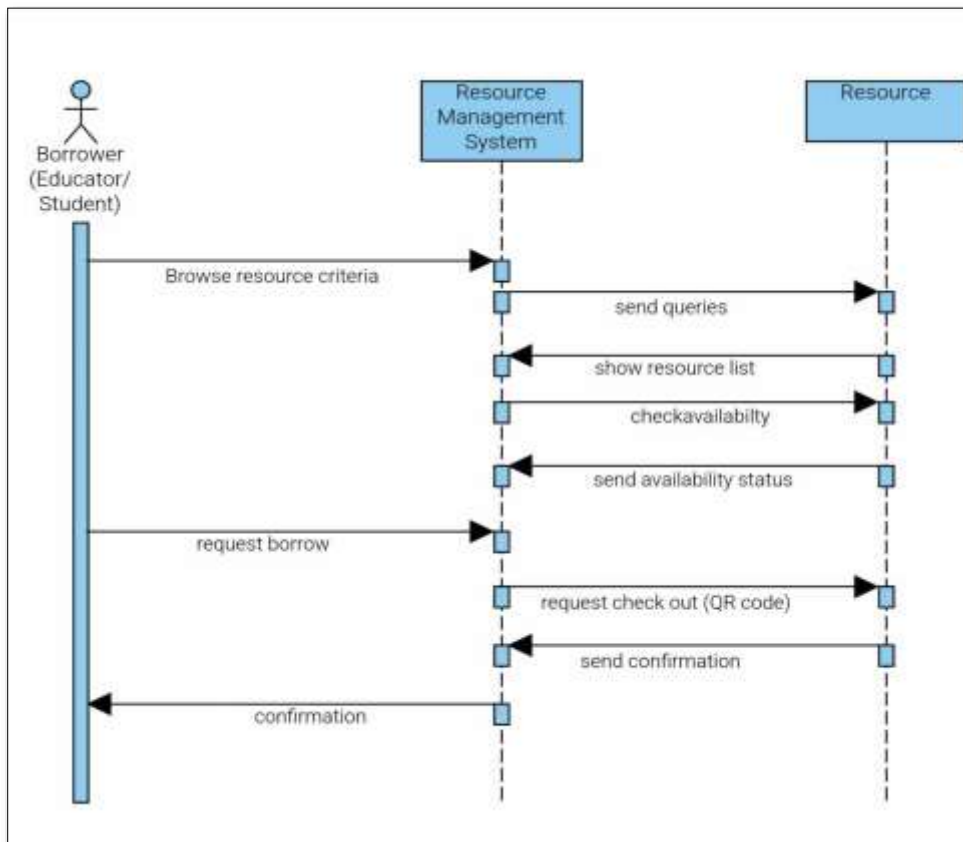 Borrower
(Educator/
Student)
Resource
Management
System
Resource
Browse resource criteria
send queries
show resource list
checkavailabilty
send availability status
request borrow
request check out (QR code)
send confirmation
confirmation